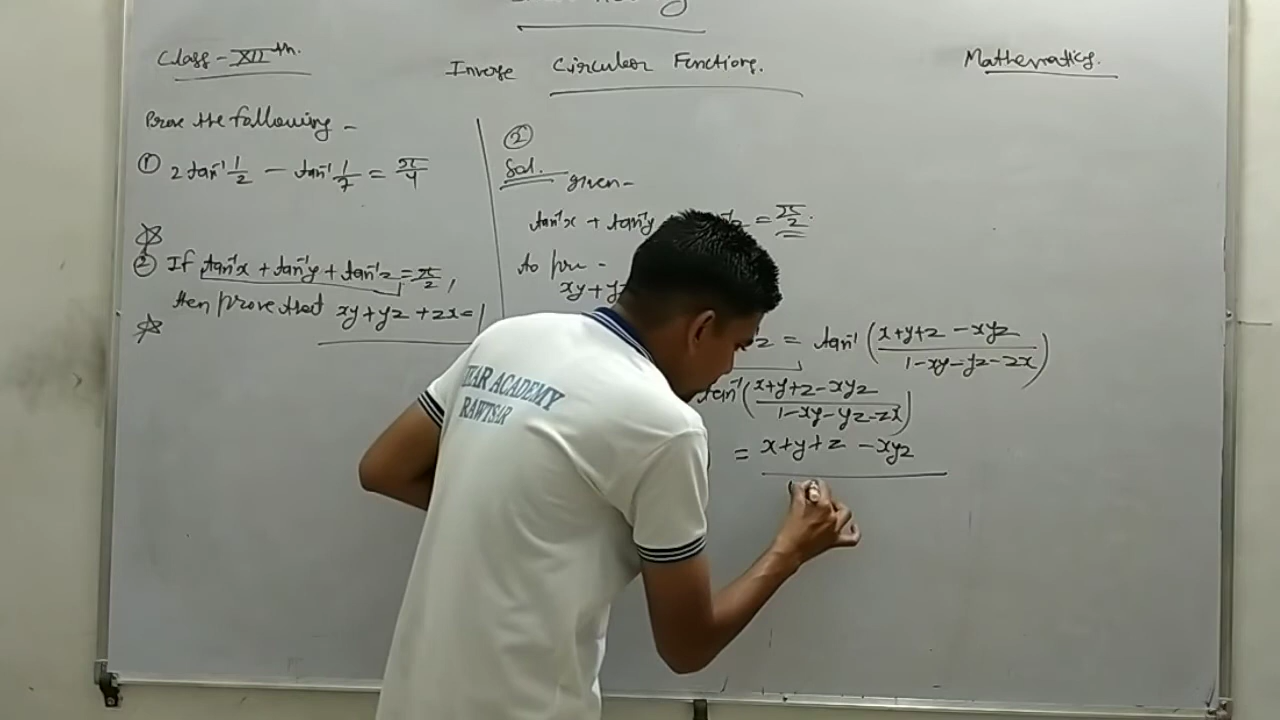 Class - XIIth.
Inverse Circular Functions.
Mathematics.
Prove the following -
① 2 tan⁻¹ 1/2 - tan⁻¹ 1/7 = π/4
② If tan⁻¹x + tan⁻¹y + tan⁻¹z = π/2,
then prove that xy + yz + zx = 1
②
Sol. given -
tan⁻¹x + tan⁻¹y = π/2.
to -
xy +
z = tan⁻¹ (x+y+z - xyz / 1-xy-yz-zx)
tan⁻¹ (x+y+z-xyz / 1-xy-yz-zx)
= x+y+z - xyz
AR ACADEMY
RAWTSAR